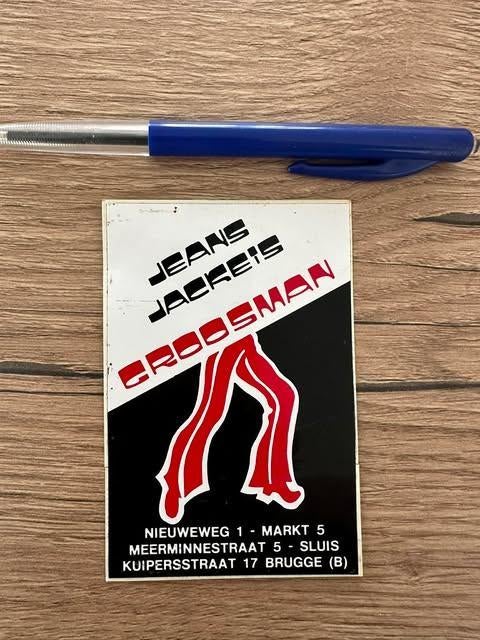 JEANS
JACKETS
GROOSMAN
NIEUWEWEG 1 - MARKT 5
MEERMINNESTRAAT 5 - SLUIS
KUIPERSSTRAAT 17 BRUGGE (B)